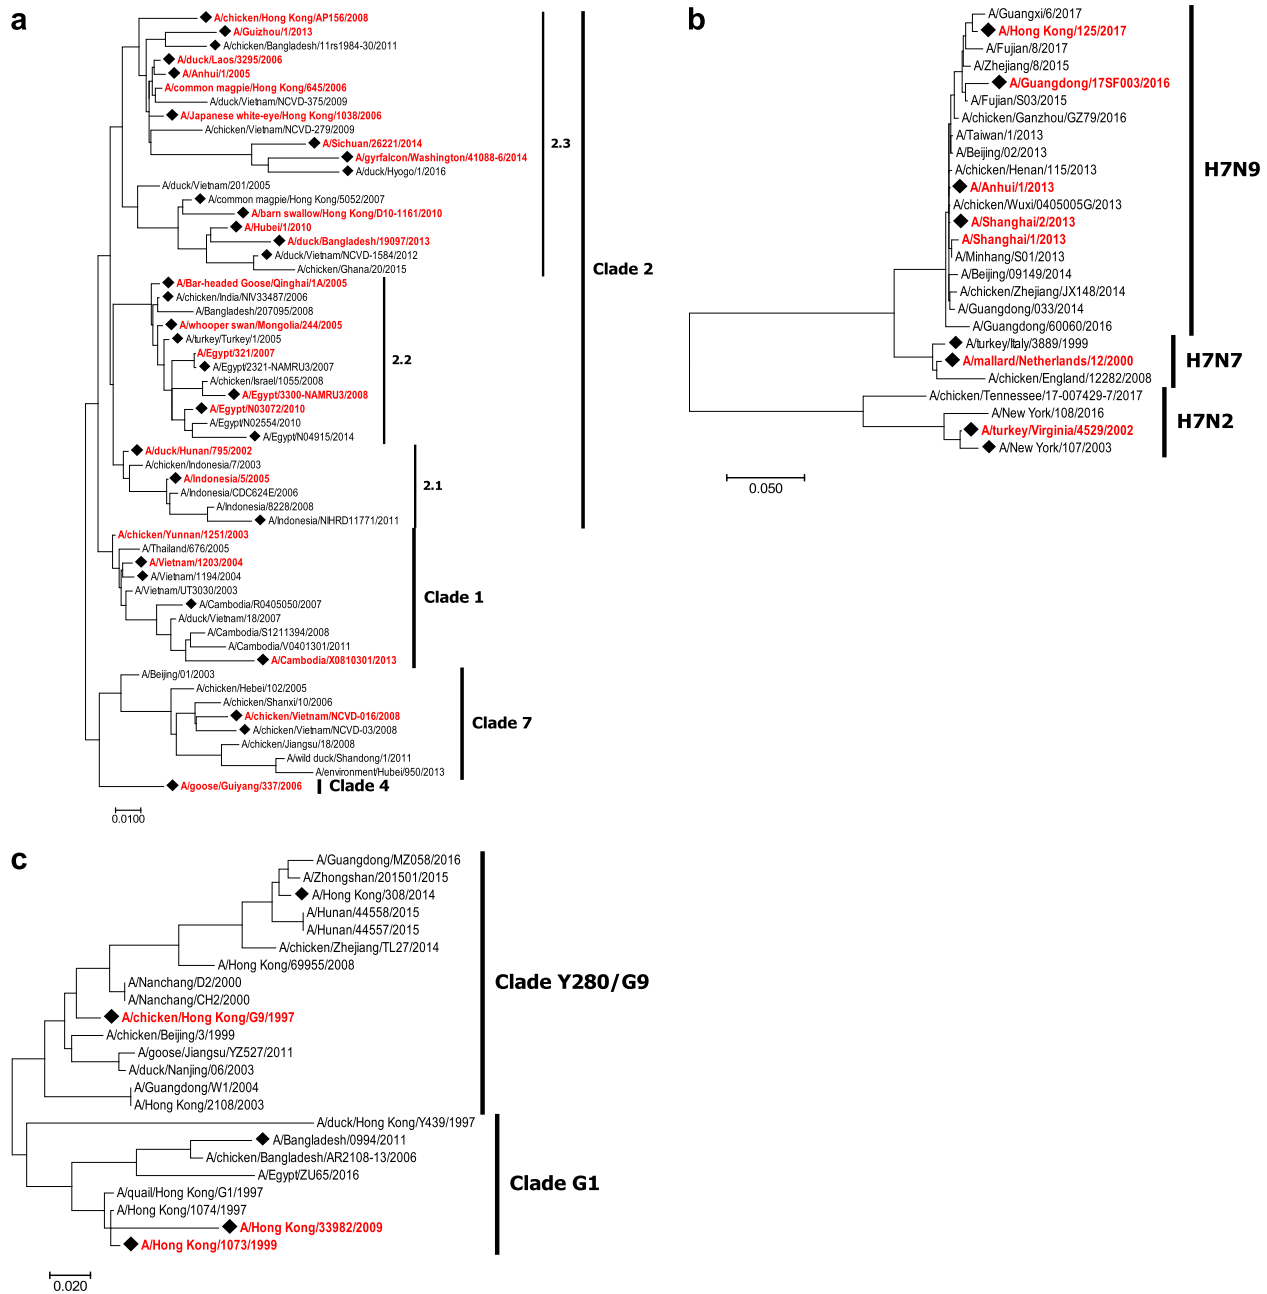 a
A/chicken/Hong Kong/AP156/2008
A/Guizhou/1/2013
A/chicken/Bangladesh/11rs1984-30/2011
A/duck/Laos/3295/2006
A/Anhui/1/2005
A/common magpie/Hong Kong/645/2006
A/duck/Vietnam/NCVD-375/2009
A/Japanese white-eye/Hong Kong/1038/2006
A/chicken/Vietnam/NCVD-279/2009
A/Sichuan/26221/2014
A/gyrfalcon/Washington/41088-6/2014
A/duck/Hyogo/1/2016
A/duck/Vietnam/201/2005
A/common magpie/Hong Kong/5052/2007
A/barn swallow/Hong Kong/D10-1161/2010
A/Hubei/1/2010
A/duck/Bangladesh/19097/2013
A/duck/Vietnam/NCVD-1584/2012
A/chicken/Ghana/20/2015
2.3
A/Bar-headed Goose/Qinghai/1A/2005
A/chicken/India/NIV33487/2006
A/Bangladesh/207095/2008
A/whooper swan/Mongolia/244/2005
A/turkey/Turkey/1/2005
A/Egypt/321/2007
A/Egypt/2321-NAMRU3/2007
A/chicken/Israel/1055/2008
A/Egypt/3300-NAMRU3/2008
A/Egypt/N03072/2010
A/Egypt/N02554/2010
A/Egypt/N04915/2014
2.2
A/duck/Hunan/795/2002
A/chicken/Indonesia/7/2003
A/Indonesia/5/2005
A/Indonesia/CDC624E/2006
A/Indonesia/8228/2008
A/Indonesia/NIHRD11771/2011
2.1
Clade 2
A/chicken/Yunnan/1251/2003
A/Thailand/676/2005
A/Vietnam/1203/2004
A/Vietnam/1194/2004
A/Vietnam/UT3030/2003
A/Cambodia/R0405050/2007
A/duck/Vietnam/18/2007
A/Cambodia/S1211394/2008
A/Cambodia/V0401301/2011
A/Cambodia/X0810301/2013
Clade 1
A/Beijing/01/2003
A/chicken/Hebei/102/2005
A/chicken/Shanxi/10/2006
A/chicken/Vietnam/NCVD-016/2008
A/chicken/Vietnam/NCVD-03/2008
A/chicken/Jiangsu/18/2008
A/wild duck/Shandong/1/2011
A/environment/Hubei/950/2013
Clade 7
A/goose/Guiyang/337/2006
Clade 4
0.0100
b
A/Guangxi/6/2017
A/Hong Kong/125/2017
A/Fujian/8/2017
A/Zhejiang/8/2015
A/Guangdong/17SF003/2016
A/Fujian/S03/2015
A/chicken/Ganzhou/GZ79/2016
A/Taiwan/1/2013
A/Beijing/02/2013
A/chicken/Henan/115/2013
A/Anhui/1/2013
A/chicken/Wuxi/0405005G/2013
A/Shanghai/2/2013
A/Shanghai/1/2013
A/Minhang/S01/2013
A/Beijing/09149/2014
A/chicken/Zhejiang/JX148/2014
A/Guangdong/033/2014
A/Guangdong/60060/2016
H7N9
A/turkey/Italy/3889/1999
A/mallard/Netherlands/12/2000
A/chicken/England/12282/2008
H7N7
A/chicken/Tennessee/17-007429-7/2017
A/New York/108/2016
A/turkey/Virginia/4529/2002
A/New York/107/2003
H7N2
0.050
c
A/Guangdong/MZ058/2016
A/Zhongshan/201501/2015
A/Hong Kong/308/2014
A/Hunan/44558/2015
A/Hunan/44557/2015
A/chicken/Zhejiang/TL27/2014
A/Hong Kong/69955/2008
A/Nanchang/D2/2000
A/Nanchang/CH2/2000
A/chicken/Hong Kong/G9/1997
A/chicken/Beijing/3/1999
A/goose/Jiangsu/YZ527/2011
A/duck/Nanjing/06/2003
A/Guangdong/W1/2004
A/Hong Kong/2108/2003
Clade Y280/G9
A/duck/Hong Kong/Y439/1997
A/Bangladesh/0994/2011
A/chicken/Bangladesh/AR2108-13/2006
A/Egypt/ZU65/2016
A/quail/Hong Kong/G1/1997
A/Hong Kong/1074/1997
A/Hong Kong/33982/2009
A/Hong Kong/1073/1999
Clade G1
0.020